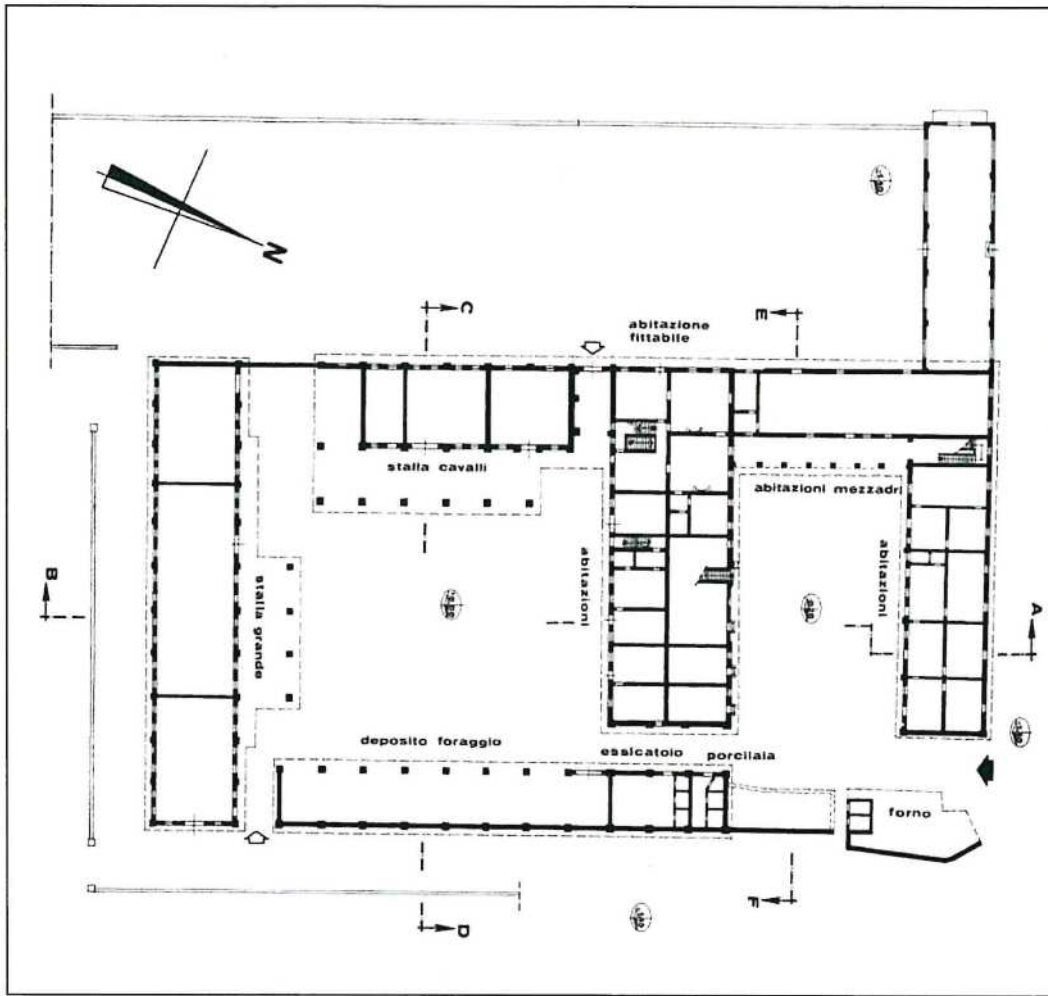 N
C
E
abitazione
fittabile
stalla cavalli
abitazioni mezzadri
abitazioni
abitazioni
A
B
stalla grande
deposito foraggio
essicatoio
porcilaia
forno
F
D